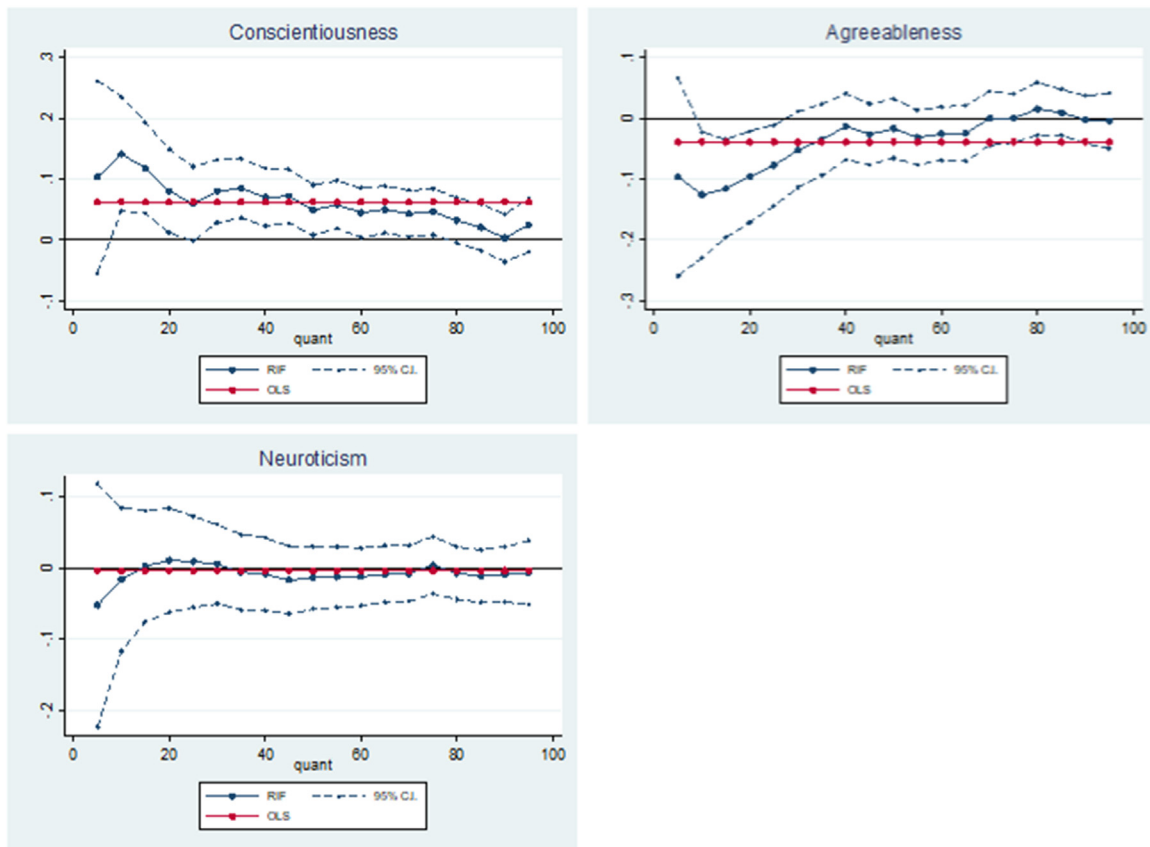 Conscientiousness
.3
.2
.1
0
-.1
0 20 40 60 80 100
quant
RIF 95% C.I.
OLS
Agreeableness
.1
0
-.1
-.2
-.3
0 20 40 60 80 100
quant
RIF 95% C.I.
OLS
Neuroticism
.1
0
-.1
-.2
0 20 40 60 80 100
quant
RIF 95% C.I.
OLS